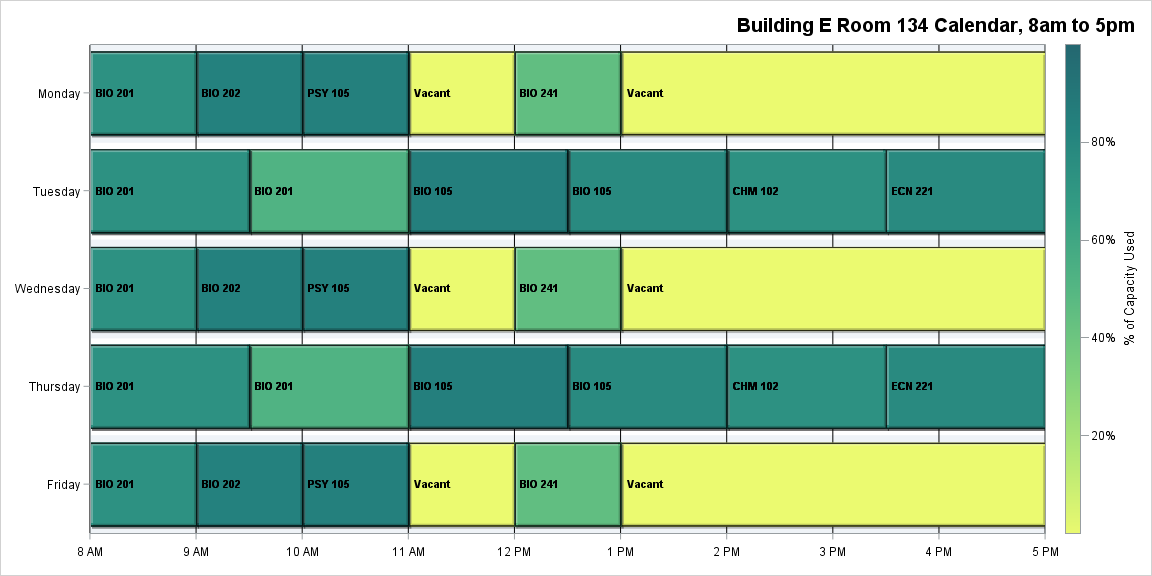 Building E Room 134 Calendar, 8am to 5pm
Monday
BIO 201
BIO 202
PSY 105
Vacant
BIO 241
Vacant
Tuesday
BIO 201
BIO 201
BIO 105
BIO 105
CHM 102
ECN 221
Wednesday
BIO 201
BIO 202
PSY 105
Vacant
BIO 241
Vacant
Thursday
BIO 201
BIO 201
BIO 105
BIO 105
CHM 102
ECN 221
Friday
BIO 201
BIO 202
PSY 105
Vacant
BIO 241
Vacant
8 AM
9 AM
10 AM
11 AM
12 PM
1 PM
2 PM
3 PM
4 PM
5 PM
80%
60%
40%
20%
% of Capacity Used